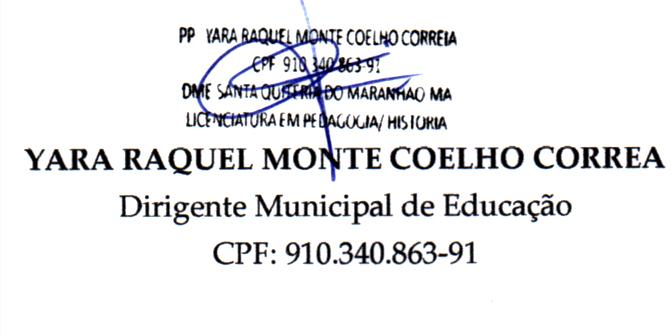 PP YARA RAQUEL MONTE COELHO CORREIA
CPF 910 340 863-91
DME SANTA QUITERIA DO MARANHAO MA
LICENCIATURA EM PEDAGOGIA/ HISTORIA
YARA RAQUEL MONTE COELHO CORREA
Dirigente Municipal de Educação
CPF: 910.340.863-91